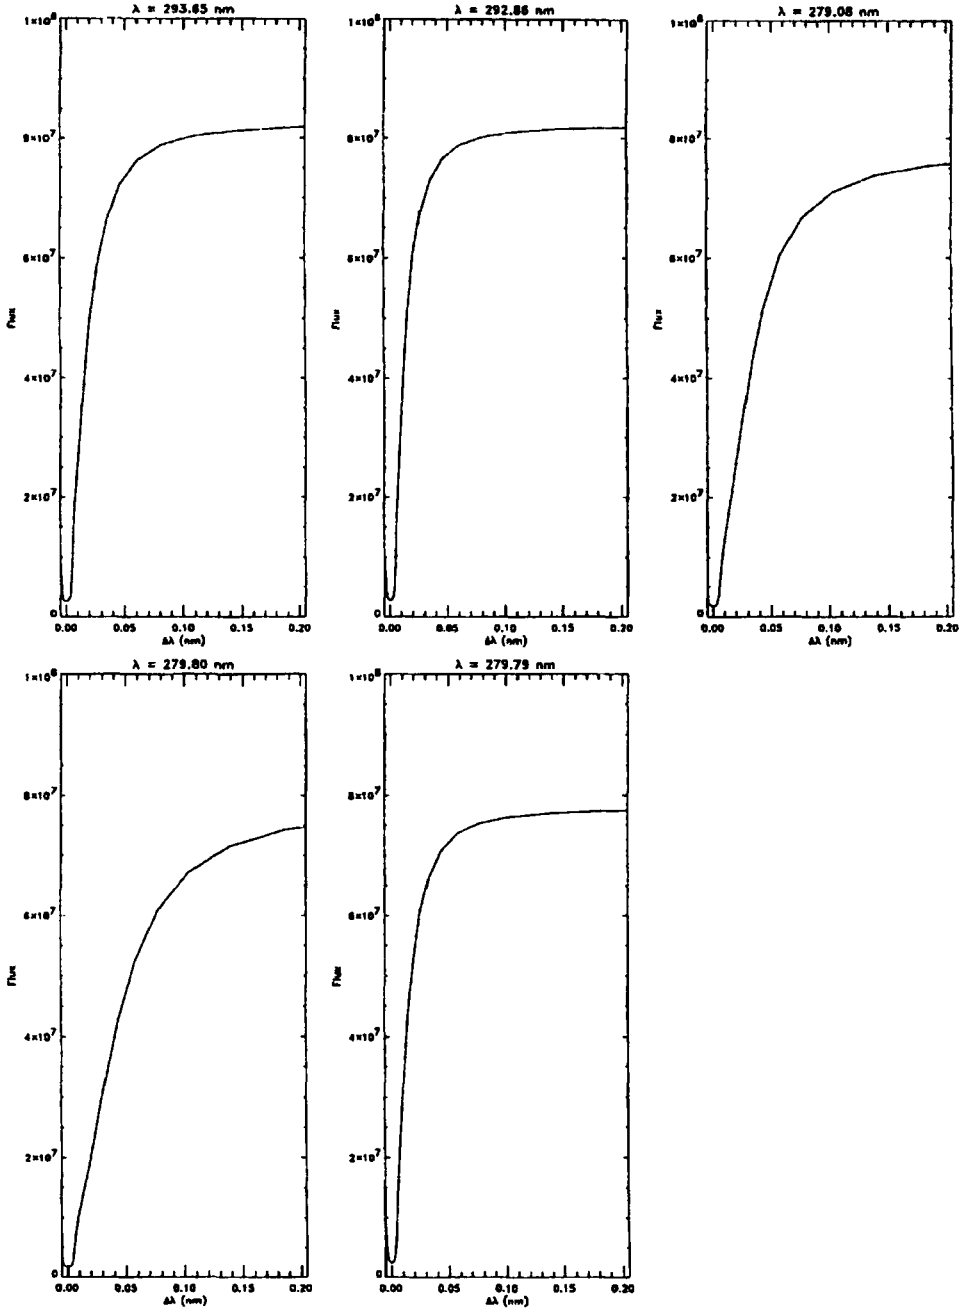 λ = 293.65 nm
1×10⁸
8×10⁷
6×10⁷
4×10⁷
2×10⁷
0
Flux
0.00 0.05 0.10 0.15 0.20
Δλ (nm)
λ = 292.86 nm
1×10⁸
8×10⁷
6×10⁷
4×10⁷
2×10⁷
0
Flux
0.00 0.05 0.10 0.15 0.20
Δλ (nm)
λ = 279.08 nm
1×10⁸
8×10⁷
6×10⁷
4×10⁷
2×10⁷
0
Flux
0.00 0.05 0.10 0.15 0.20
Δλ (nm)
λ = 279.80 nm
1×10⁸
8×10⁷
6×10⁷
4×10⁷
2×10⁷
0
Flux
0.00 0.05 0.10 0.15 0.20
Δλ (nm)
λ = 279.79 nm
1×10⁸
8×10⁷
6×10⁷
4×10⁷
2×10⁷
0
Flux
0.00 0.05 0.10 0.15 0.20
Δλ (nm)